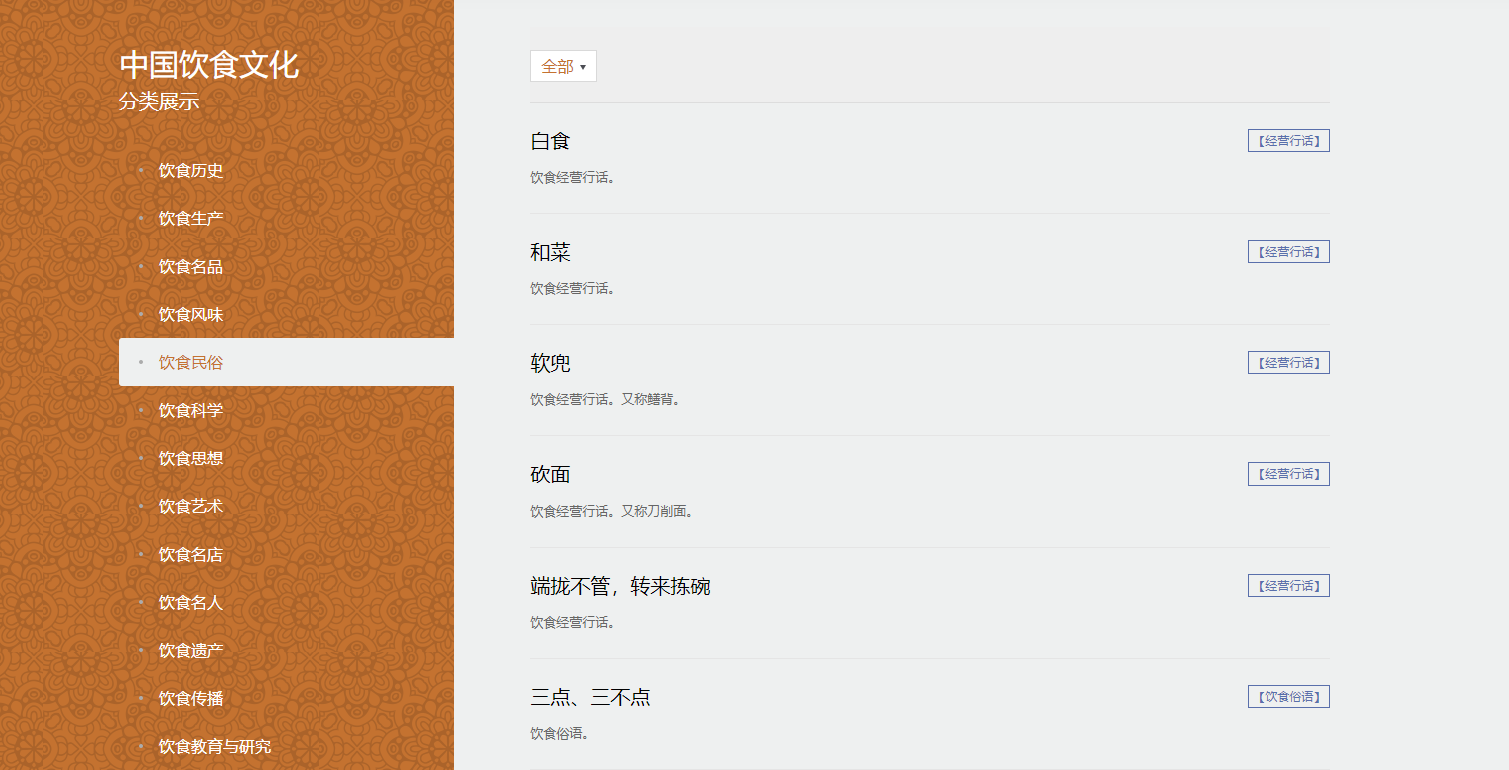 中国饮食文化
分类展示
饮食历史
饮食生产
饮食名品
饮食风味
饮食民俗
饮食科学
饮食思想
饮食艺术
饮食名店
饮食名人
饮食遗产
饮食传播
饮食教育与研究
全部
白食
【经营行话】
饮食经营行话。
和菜
【经营行话】
饮食经营行话。
软兜
【经营行话】
饮食经营行话。又称鳝背。
砍面
【经营行话】
饮食经营行话。又称刀削面。
端拢不管，转来拣碗
【经营行话】
饮食经营行话。
三点、三不点
【饮食俗语】
饮食俗语。